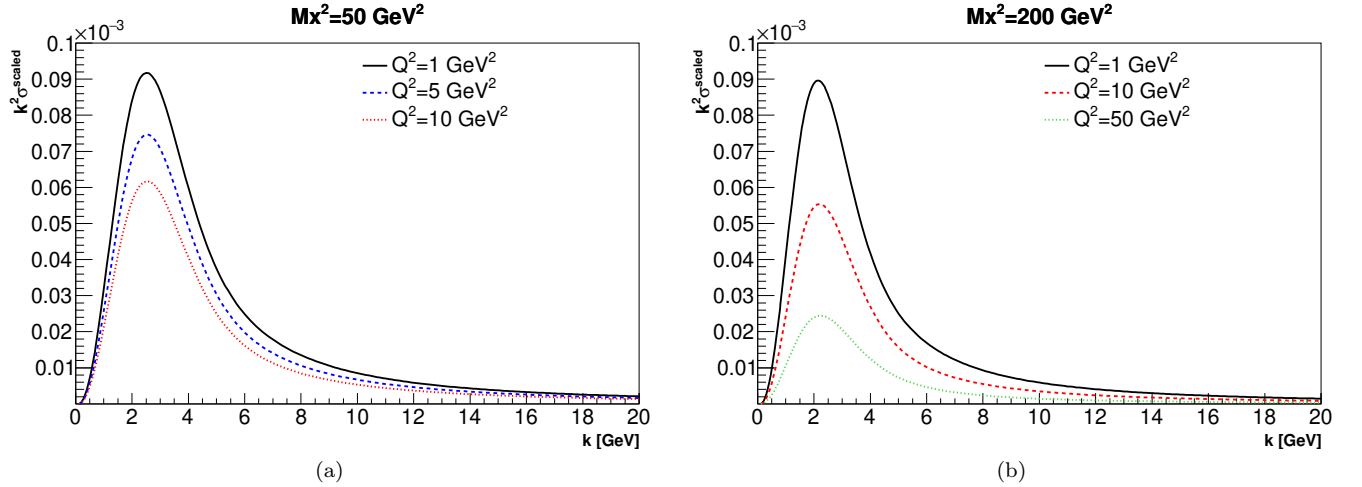 Mx²=50 GeV²
×10⁻³
k²σ^scaled
0.1
0.09
0.08
0.07
0.06
0.05
0.04
0.03
0.02
0.01
Q²=1 GeV²
Q²=5 GeV²
Q²=10 GeV²
0 2 4 6 8 10 12 14 16 18 20
k [GeV]
(a)
Mx²=200 GeV²
×10⁻³
k²σ^scaled
0.1
0.09
0.08
0.07
0.06
0.05
0.04
0.03
0.02
0.01
Q²=1 GeV²
Q²=10 GeV²
Q²=50 GeV²
0 2 4 6 8 10 12 14 16 18 20
k [GeV]
(b)